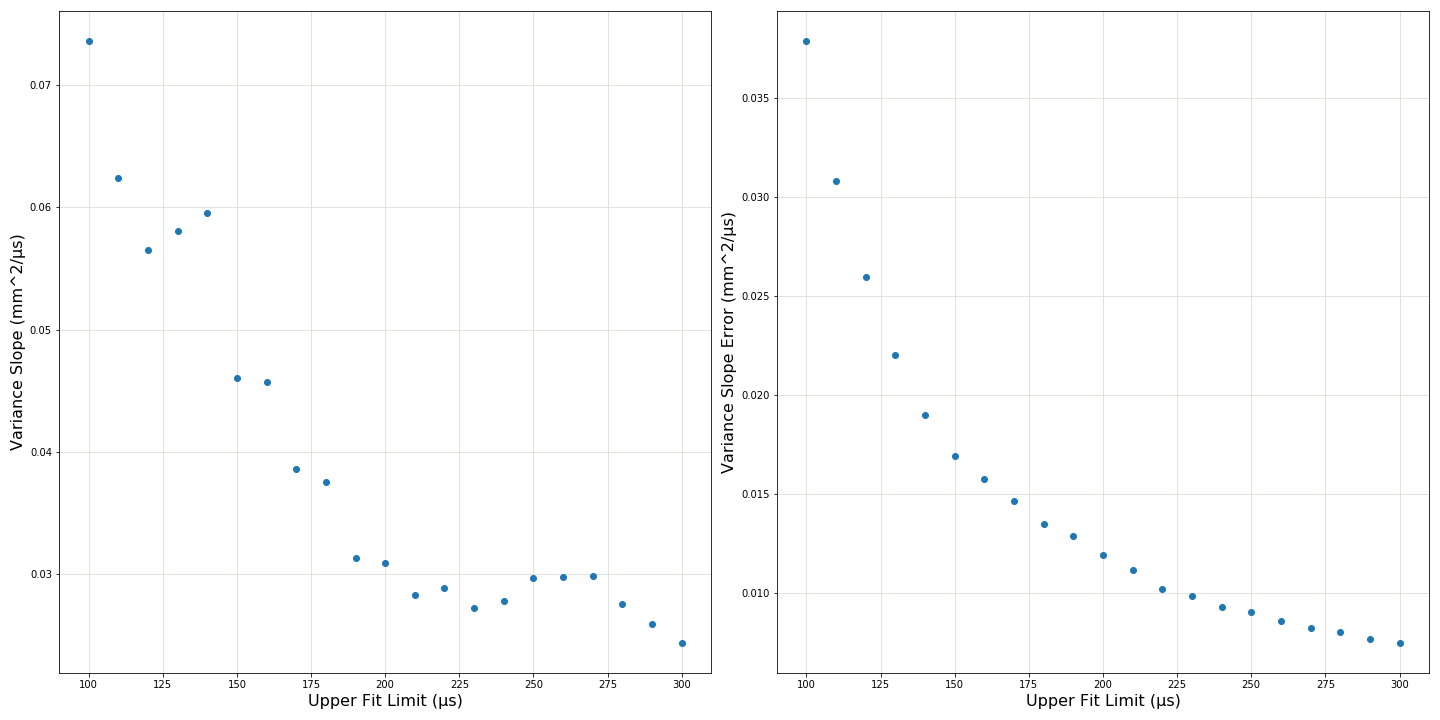 Variance Slope (mm^2/µs)
0.07
0.06
0.05
0.04
0.03
100 125 150 175 200 225 250 275 300
Upper Fit Limit (µs)
Variance Slope Error (mm^2/µs)
0.035
0.030
0.025
0.020
0.015
0.010
100 125 150 175 200 225 250 275 300
Upper Fit Limit (µs)